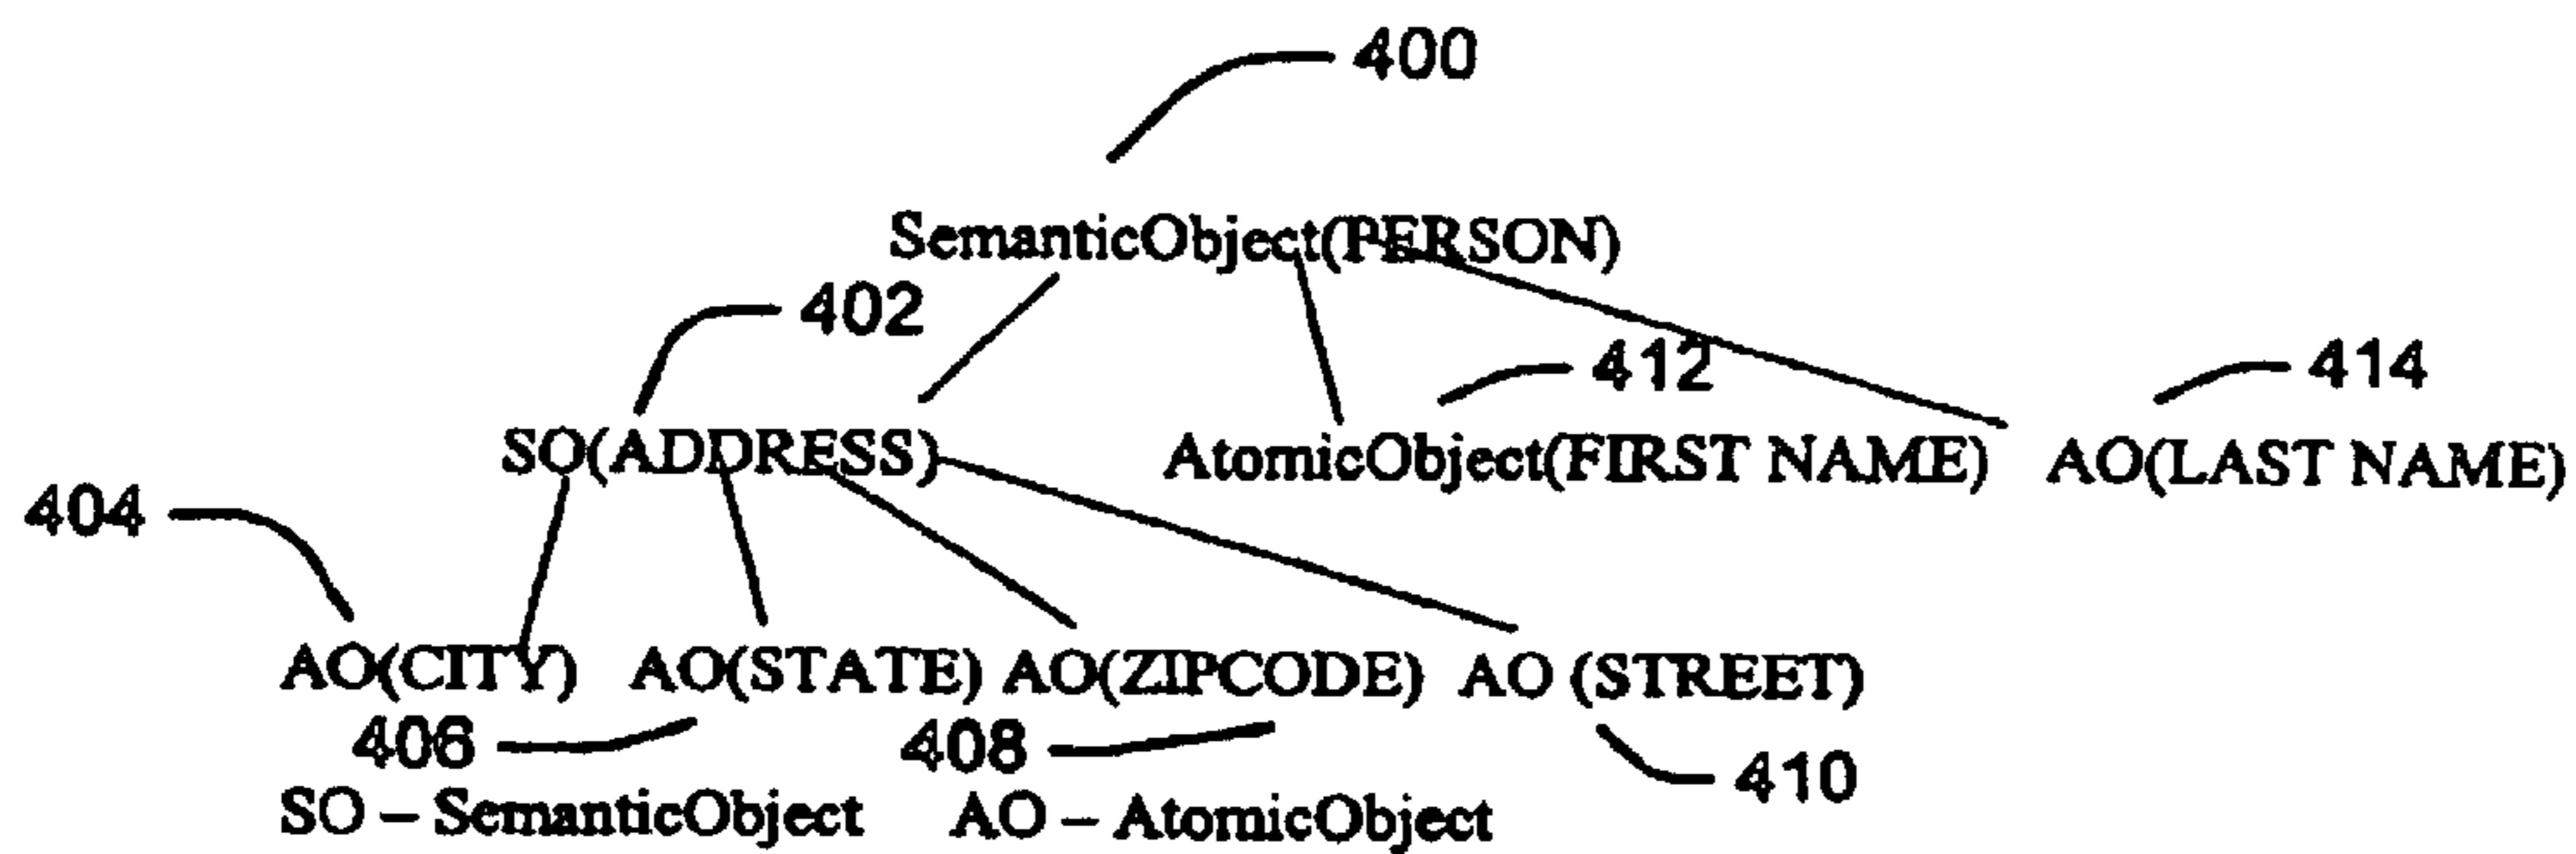 400
SemanticObject(PERSON)
402
412
414
SO(ADDRESS)
AtomicObject(FIRST NAME)
AO(LAST NAME)
404
AO(CITY) AO(STATE) AO(ZIPCODE) AO (STREET)
406
408
410
SO – SemanticObject AO – AtomicObject